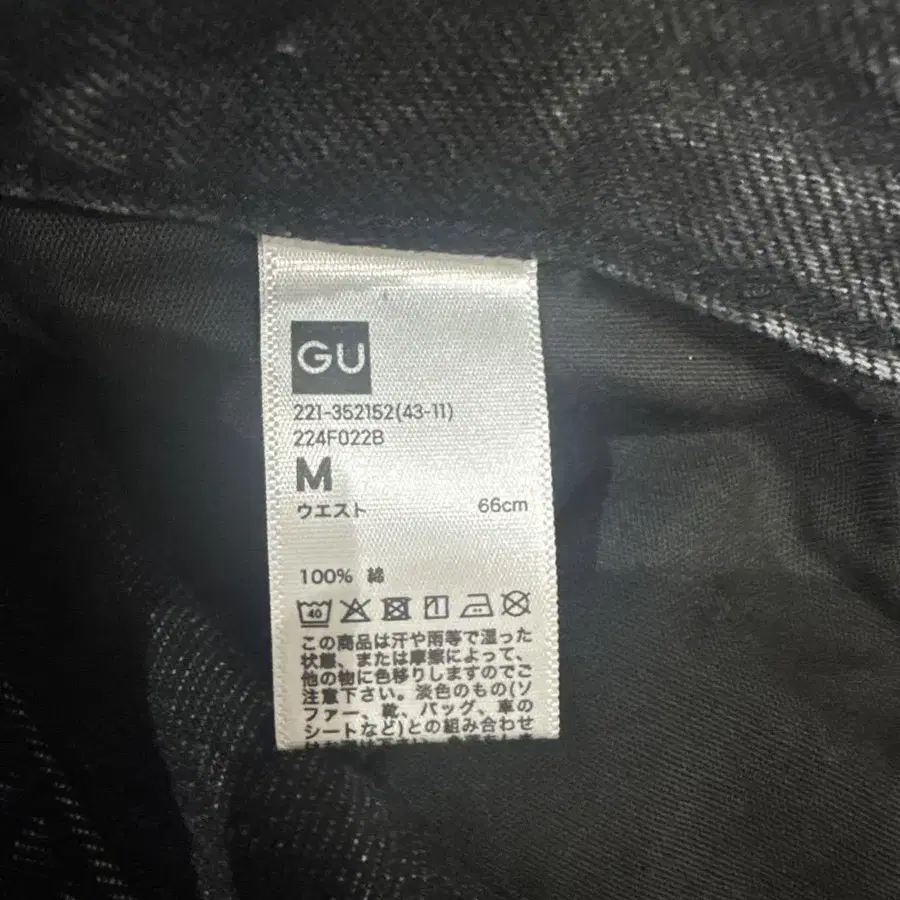 GU
221-352152(43-11)
224F022B
M
ウエスト 66cm
100% 綿
40
この商品は汗や雨等で湿った
状態、または摩擦によって、
他の物に色移りしますのでご
注意下さい。淡色のもの(ソ
ファー、靴、バッグ、車の
シートなど)との組み合わせ